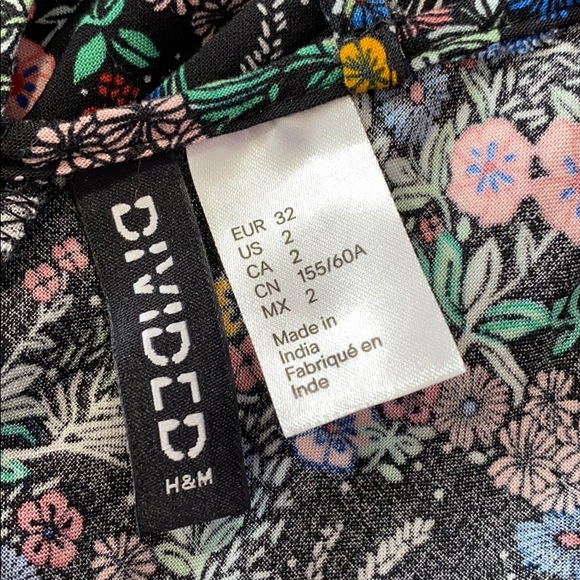 DIVIDED
H&M
EUR 32
US 2
CA 2
CN 155/60A
MX 2
Made in
India
Fabriqué en
Inde